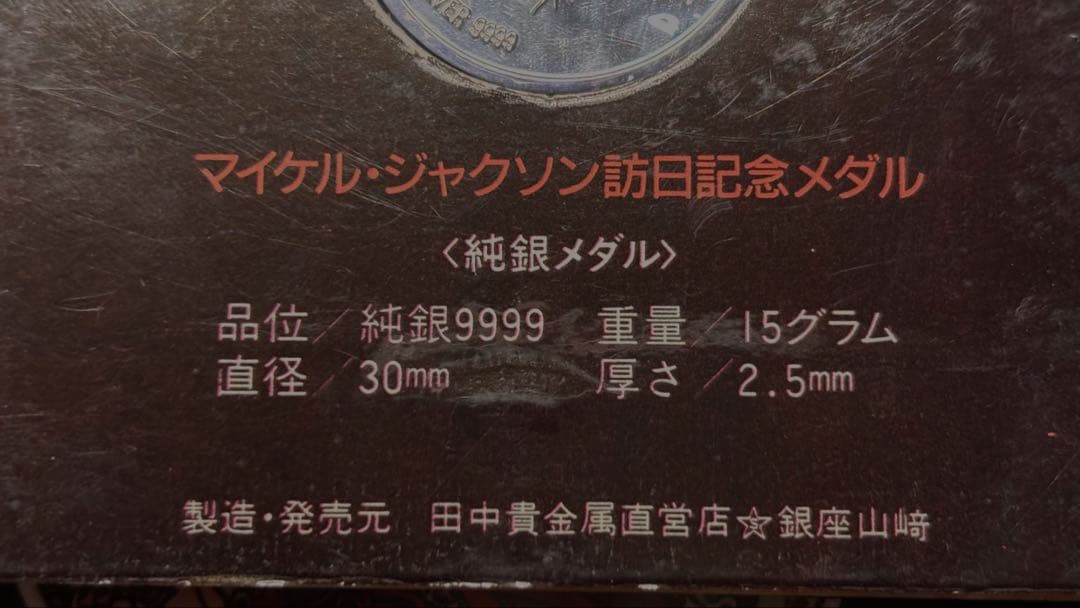 VER 9999
マイケル・ジャクソン訪日記念メダル
〈純銀メダル〉
品位/純銀9999 重量/15グラム
直径/30mm 厚さ/2.5mm
製造・発売元 田中貴金属直営店☆銀座山﨑